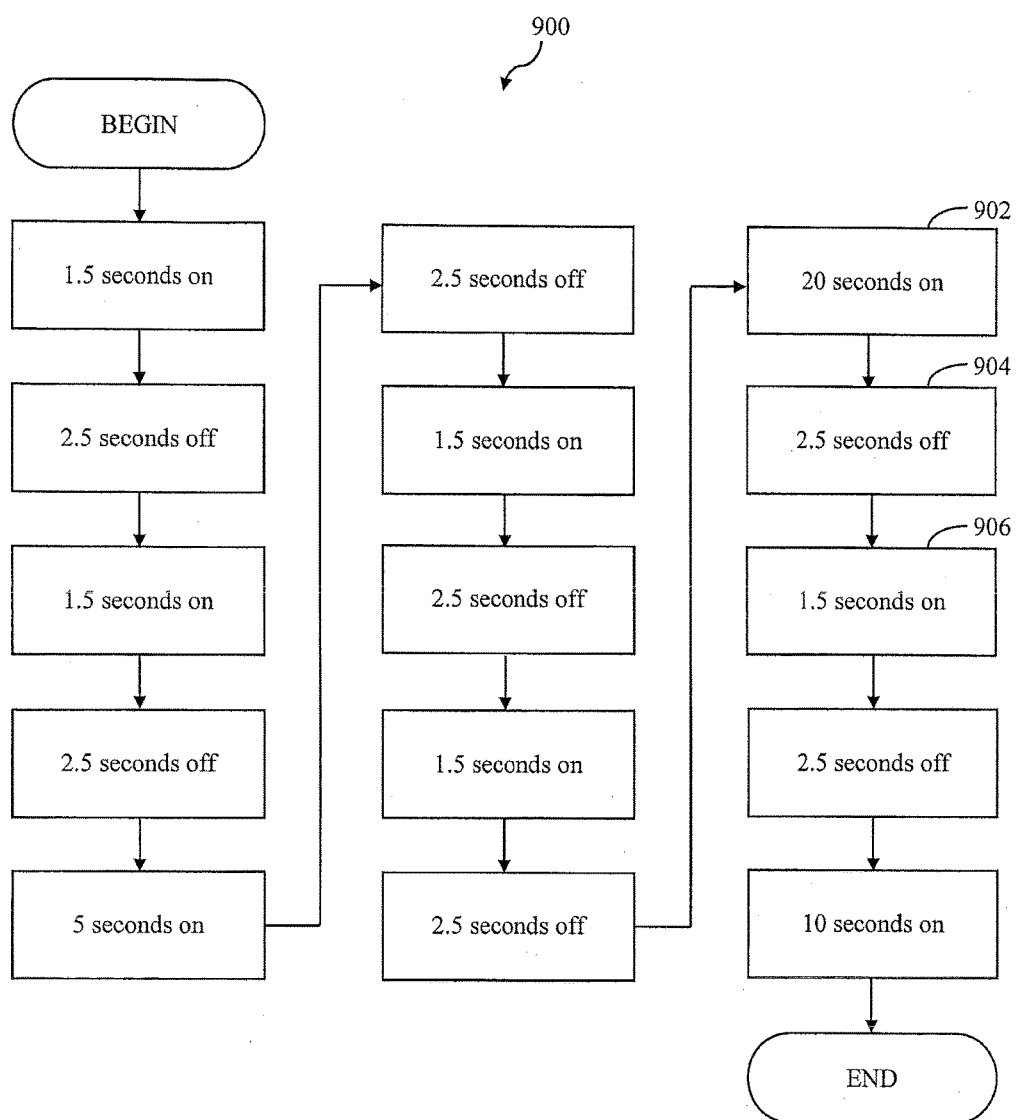 900
BEGIN
1.5 seconds on
2.5 seconds off
1.5 seconds on
2.5 seconds off
5 seconds on
2.5 seconds off
1.5 seconds on
2.5 seconds off
1.5 seconds on
2.5 seconds off
902
20 seconds on
904
2.5 seconds off
906
1.5 seconds on
2.5 seconds off
10 seconds on
END